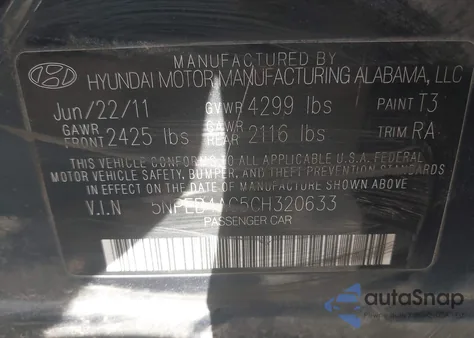 MANUFACTURED BY
HYUNDAI MOTOR MANUFACTURING ALABAMA, LLC
Jun/22/11 GVWR 4299 lbs PAINT T3
GAWR FRONT 2425 lbs GAWR REAR 2116 lbs TRIM RA
THIS VEHICLE CONFORMS TO ALL APPLICABLE U.S.A. FEDERAL
MOTOR VEHICLE SAFETY, BUMPER, AND THEFT PREVENTION STANDARDS
IN EFFECT ON THE DATE OF MANUFACTURE SHOWN ABOVE.
V.I.N 5NPEB4AC5CH320633
PASSENGER CAR
autoSnap